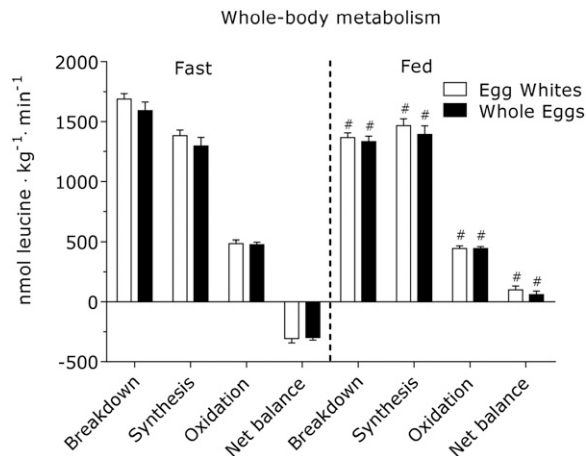 Whole-body metabolism
nmol leucine · kg⁻¹· min⁻¹
2000
1500
1000
500
0
-500
Fast
Fed
Egg Whites
Whole Eggs
# # # #
# #
# #
Breakdown
Synthesis
Oxidation
Net balance
Breakdown
Synthesis
Oxidation
Net balance